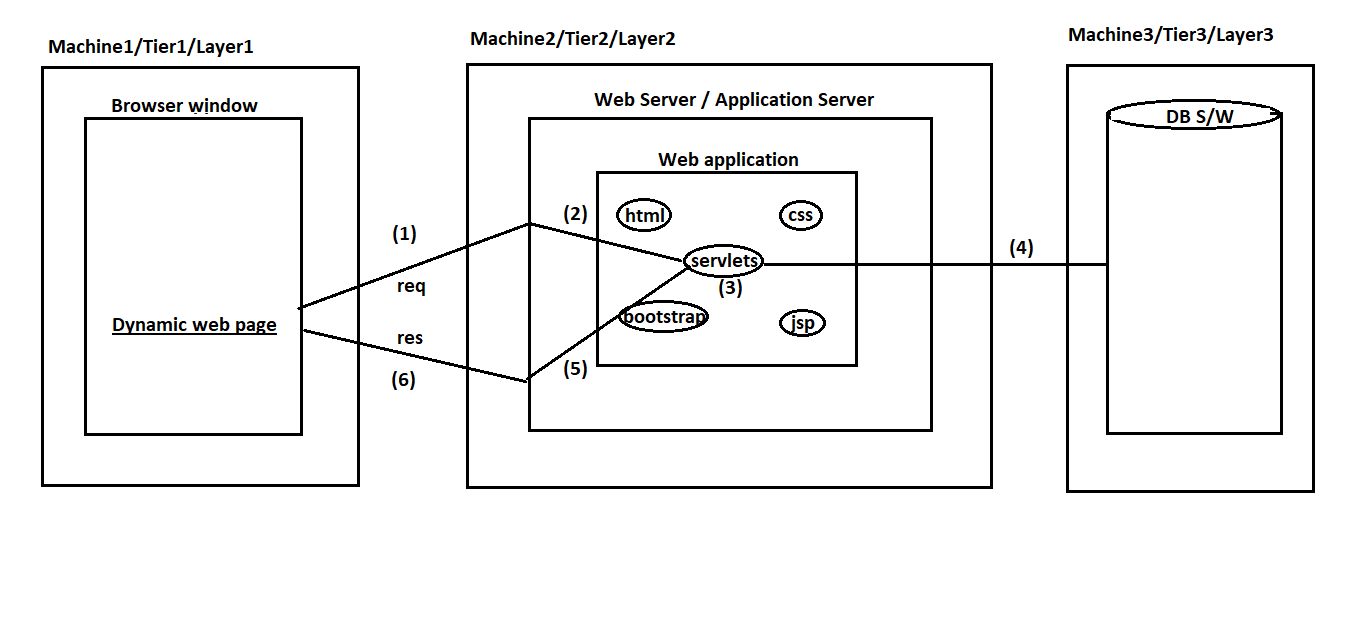 Machine1/Tier1/Layer1
Machine2/Tier2/Layer2
Machine3/Tier3/Layer3
Browser window
Web Server / Application Server
DB S/W
Web application
html
css
(1)
(2)
req
servlets
(3)
(4)
Dynamic web page
res
bootstrap
jsp
(5)
(6)